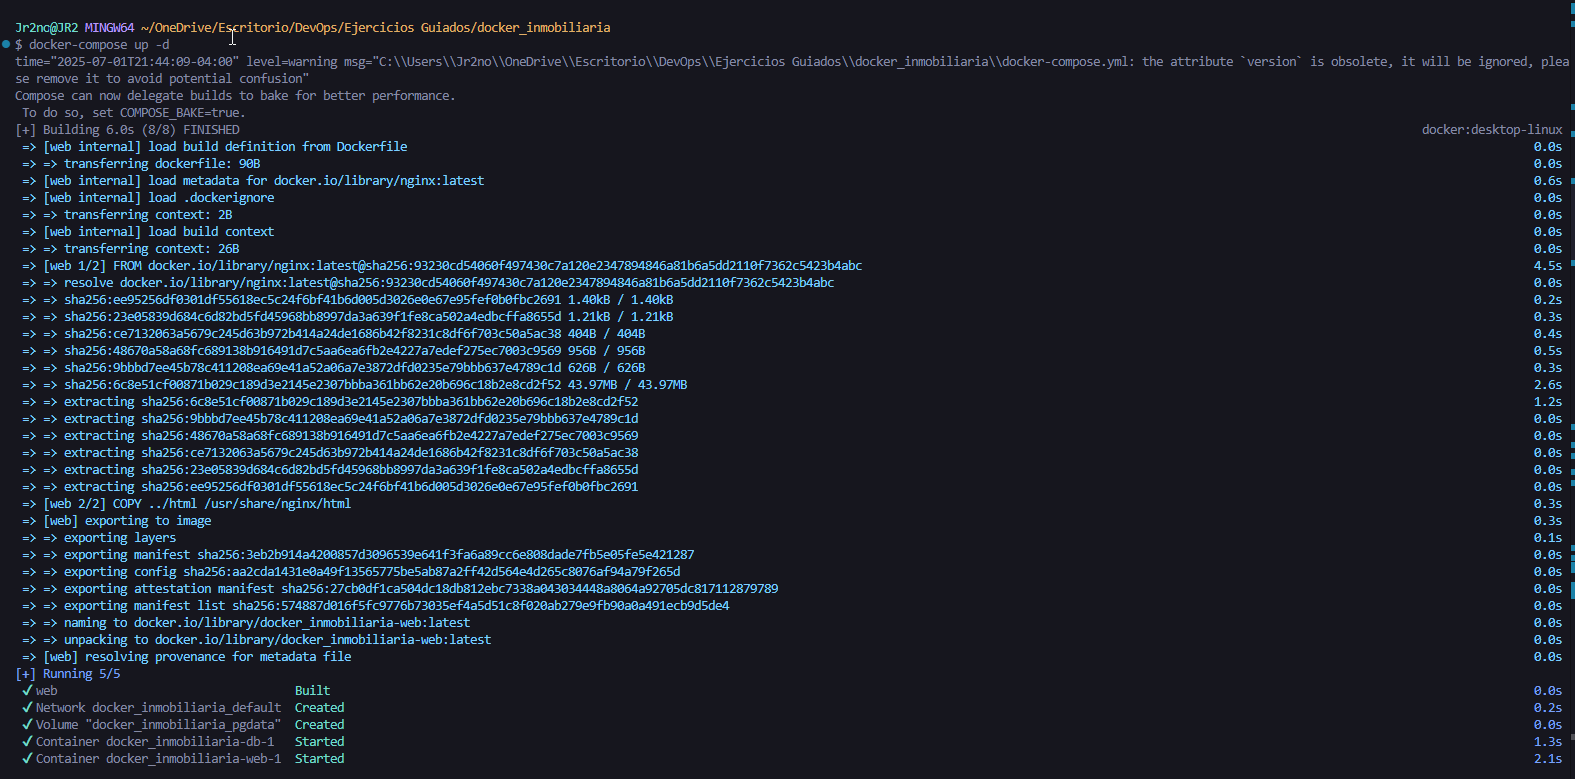 Jr2no@JR2 MINGW64 ~/OneDrive/Escritorio/DevOps/Ejercicios Guiados/docker_inmobiliaria
$ docker-compose up -d
time="2025-07-01T21:44:09-04:00" level=warning msg="C:\\Users\\Jr2no\\OneDrive\\Escritorio\\DevOps\\Ejercicios Guiados\\docker_inmobiliaria\\docker-compose.yml: the attribute `version` is obsolete, it will be ignored, plea
se remove it to avoid potential confusion"
Compose can now delegate builds to bake for better performance.
 To do so, set COMPOSE_BAKE=true.
[+] Building 6.0s (8/8) FINISHED docker:desktop-linux
 => [web internal] load build definition from Dockerfile 0.0s
 => => transferring dockerfile: 90B 0.0s
 => [web internal] load metadata for docker.io/library/nginx:latest 0.6s
 => [web internal] load .dockerignore 0.0s
 => => transferring context: 2B 0.0s
 => [web internal] load build context 0.0s
 => => transferring context: 26B 0.0s
 => [web 1/2] FROM docker.io/library/nginx:latest@sha256:93230cd54060f497430c7a120e2347894846a81b6a5dd2110f7362c5423b4abc 4.5s
 => => resolve docker.io/library/nginx:latest@sha256:93230cd54060f497430c7a120e2347894846a81b6a5dd2110f7362c5423b4abc 0.0s
 => => sha256:ee95256df0301df55618ec5c24f6bf41b6d005d3026e0e67e95fef0b0fbc2691 1.40kB / 1.40kB 0.2s
 => => sha256:23e05839d684c6d82bd5fd45968bb8997da3a639f1fe8ca502a4edbcffa8655d 1.21kB / 1.21kB 0.3s
 => => sha256:ce7132063a5679c245d63b972b414a24de1686b42f8231c8df6f703c50a5ac38 404B / 404B 0.4s
 => => sha256:48670a58a68fc689138b916491d7c5aa6ea6fb2e4227a7edef275ec7003c9569 956B / 956B 0.5s
 => => sha256:9bbbd7ee45b78c411208ea69e41a52a06a7e3872dfd0235e79bbb637e4789c1d 626B / 626B 0.3s
 => => sha256:6c8e51cf00871b029c189d3e2145e2307bbba361bb62e20b696c18b2e8cd2f52 43.97MB / 43.97MB 2.6s
 => => extracting sha256:6c8e51cf00871b029c189d3e2145e2307bbba361bb62e20b696c18b2e8cd2f52 1.2s
 => => extracting sha256:9bbbd7ee45b78c411208ea69e41a52a06a7e3872dfd0235e79bbb637e4789c1d 0.0s
 => => extracting sha256:48670a58a68fc689138b916491d7c5aa6ea6fb2e4227a7edef275ec7003c9569 0.0s
 => => extracting sha256:ce7132063a5679c245d63b972b414a24de1686b42f8231c8df6f703c50a5ac38 0.0s
 => => extracting sha256:23e05839d684c6d82bd5fd45968bb8997da3a639f1fe8ca502a4edbcffa8655d 0.0s
 => => extracting sha256:ee95256df0301df55618ec5c24f6bf41b6d005d3026e0e67e95fef0b0fbc2691 0.0s
 => [web 2/2] COPY ../html /usr/share/nginx/html 0.3s
 => [web] exporting to image 0.3s
 => => exporting layers 0.1s
 => => exporting manifest sha256:3eb2b914a4200857d3096539e641f3fa6a89cc6e808dade7fb5e05fe5e421287 0.0s
 => => exporting config sha256:aa2cda1431e0a49f13565775be5ab87a2ff42d564e4d265c8076af94a79f265d 0.0s
 => => exporting attestation manifest sha256:27cb0df1ca504dc18db812ebc7338a043034448a8064a92705dc817112879789 0.0s
 => => exporting manifest list sha256:574887d016f5fc9776b73035ef4a5d51c8f020ab279e9fb90a0a491ecb9d5de4 0.0s
 => => naming to docker.io/library/docker_inmobiliaria-web:latest 0.0s
 => => unpacking to docker.io/library/docker_inmobiliaria-web:latest 0.0s
 => [web] resolving provenance for metadata file 0.0s
[+] Running 5/5
 ✔ web Built 0.0s
 ✔ Network docker_inmobiliaria_default Created 0.2s
 ✔ Volume "docker_inmobiliaria_pgdata" Created 0.0s
 ✔ Container docker_inmobiliaria-db-1 Started 1.3s
 ✔ Container docker_inmobiliaria-web-1 Started 2.1s